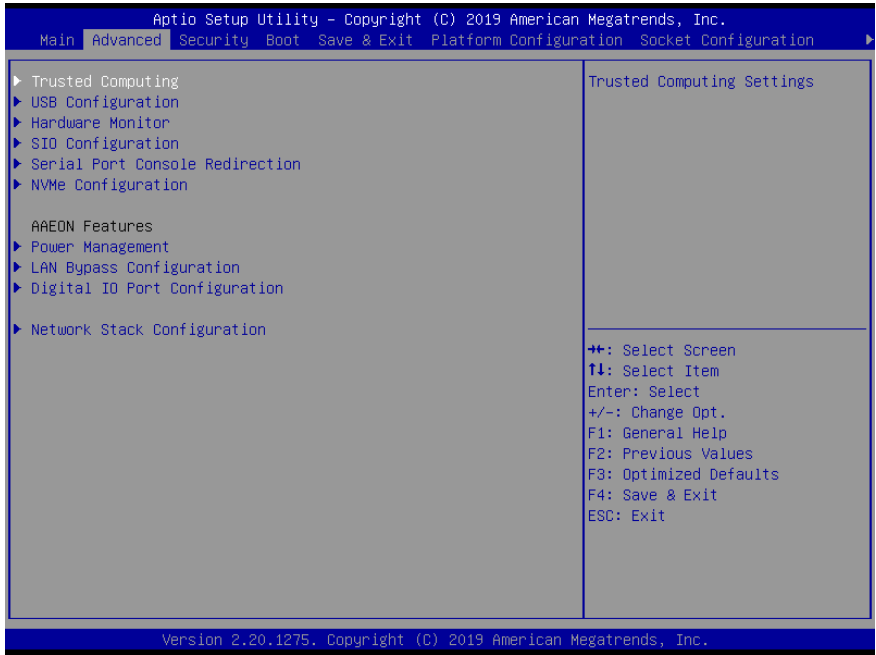 Aptio Setup Utility – Copyright (C) 2019 American Megatrends, Inc.
Main Advanced Security Boot Save & Exit Platform Configuration Socket Configuration
Trusted Computing
USB Configuration
Hardware Monitor
SIO Configuration
Serial Port Console Redirection
NVMe Configuration
AAEON Features
Power Management
LAN Bypass Configuration
Digital IO Port Configuration
Network Stack Configuration
Trusted Computing Settings
→←: Select Screen
↑↓: Select Item
Enter: Select
+/-: Change Opt.
F1: General Help
F2: Previous Values
F3: Optimized Defaults
F4: Save & Exit
ESC: Exit
Version 2.20.1275. Copyright (C) 2019 American Megatrends, Inc.